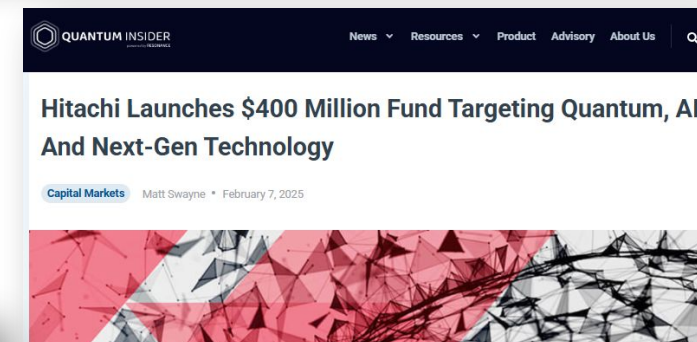 QUANTUM INSIDER
News Resources Product Advisory About Us
Hitachi Launches $400 Million Fund Targeting Quantum, AI
And Next-Gen Technology
Capital Markets Matt Swayne • February 7, 2025